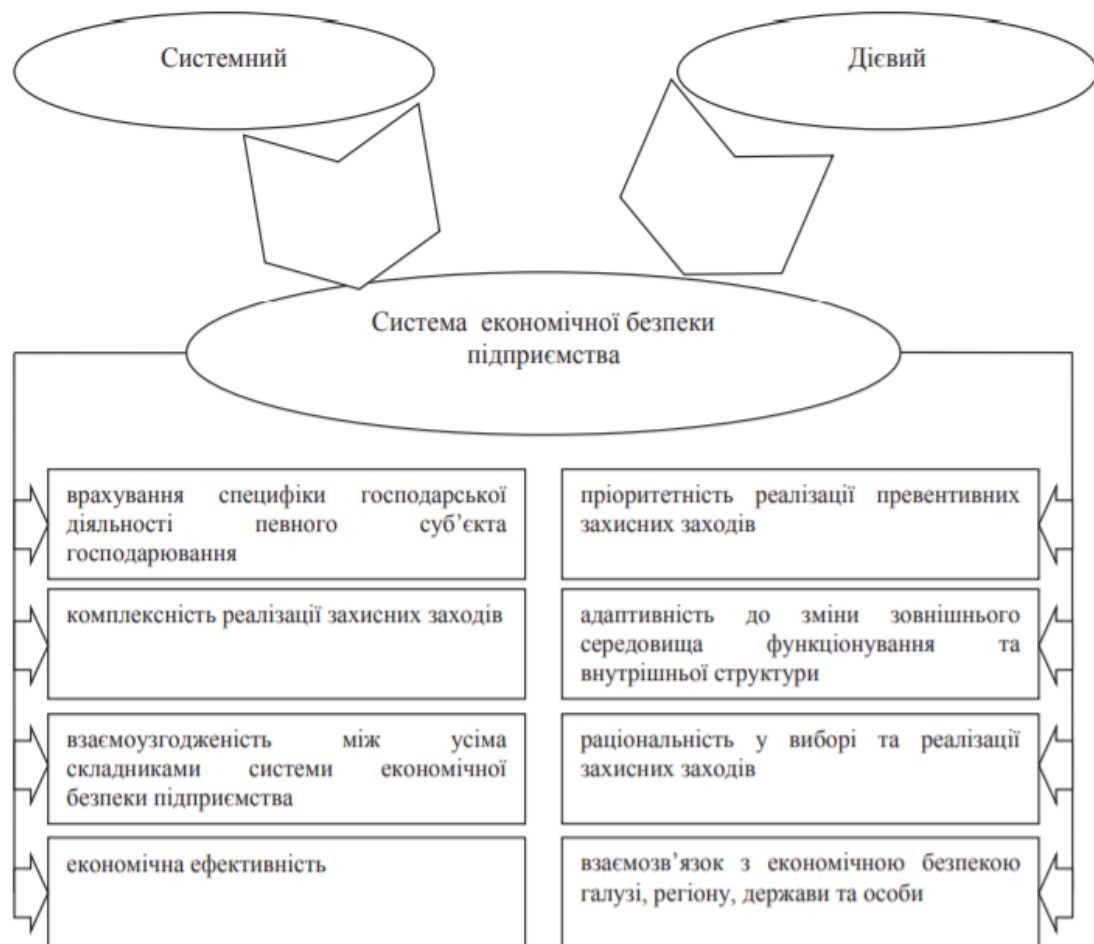 Системний
Дієвий
Система економічної безпеки
підприємства
врахування специфіки господарської
діяльності певного суб’єкта
господарювання
пріоритетність реалізації превентивних
захисних заходів
комплексність реалізації захисних заходів
адаптивність до зміни зовнішнього
середовища функціонування та
внутрішньої структури
взаємоузгодженість між усіма
складниками системи економічної
безпеки підприємства
раціональність у виборі та реалізації
захисних заходів
економічна ефективність
взаємозв’язок з економічною безпекою
галузі, регіону, держави та особи